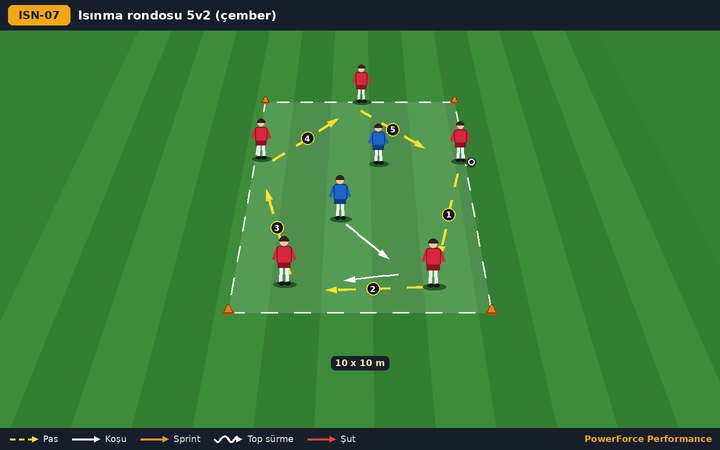 ISN-07 Isınma rondosu 5v2 (çember)
4
5
1
3
2
10 x 10 m
Pas Koşu Sprint Top sürme Şut PowerForce Performance